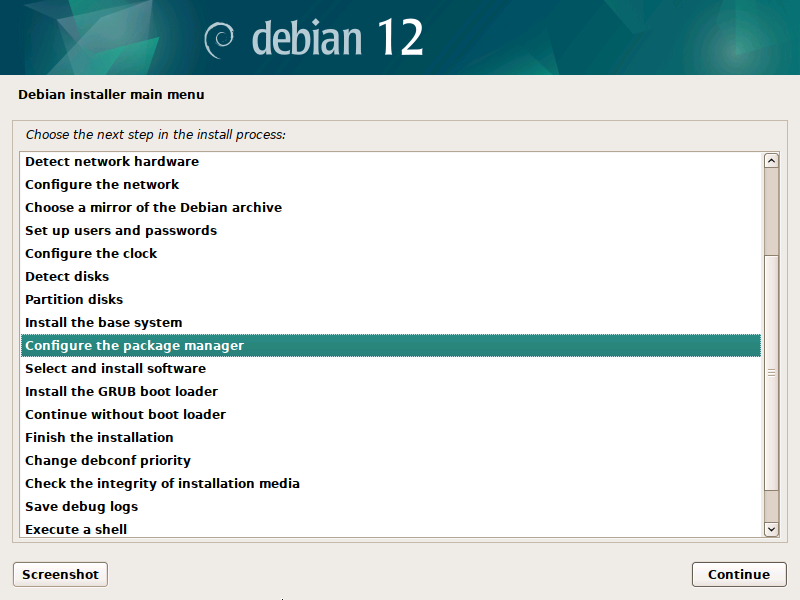 debian 12
Debian installer main menu
Choose the next step in the install process:
Detect network hardware
Configure the network
Choose a mirror of the Debian archive
Set up users and passwords
Configure the clock
Detect disks
Partition disks
Install the base system
Configure the package manager
Select and install software
Install the GRUB boot loader
Continue without boot loader
Finish the installation
Change debconf priority
Check the integrity of installation media
Save debug logs
Execute a shell
Screenshot
Continue